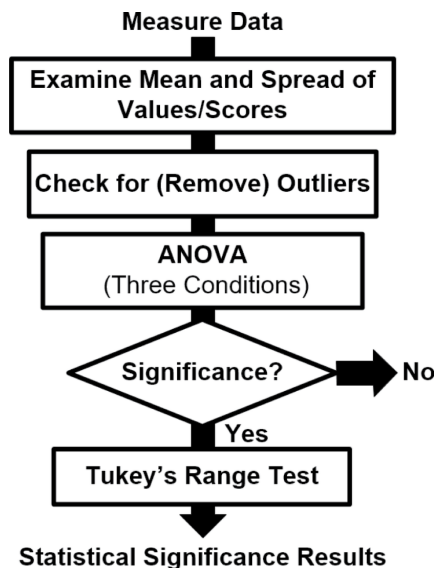 Measure Data
Examine Mean and Spread of
Values/Scores
Check for (Remove) Outliers
ANOVA
(Three Conditions)
Significance?
No
Yes
Tukey's Range Test
Statistical Significance Results